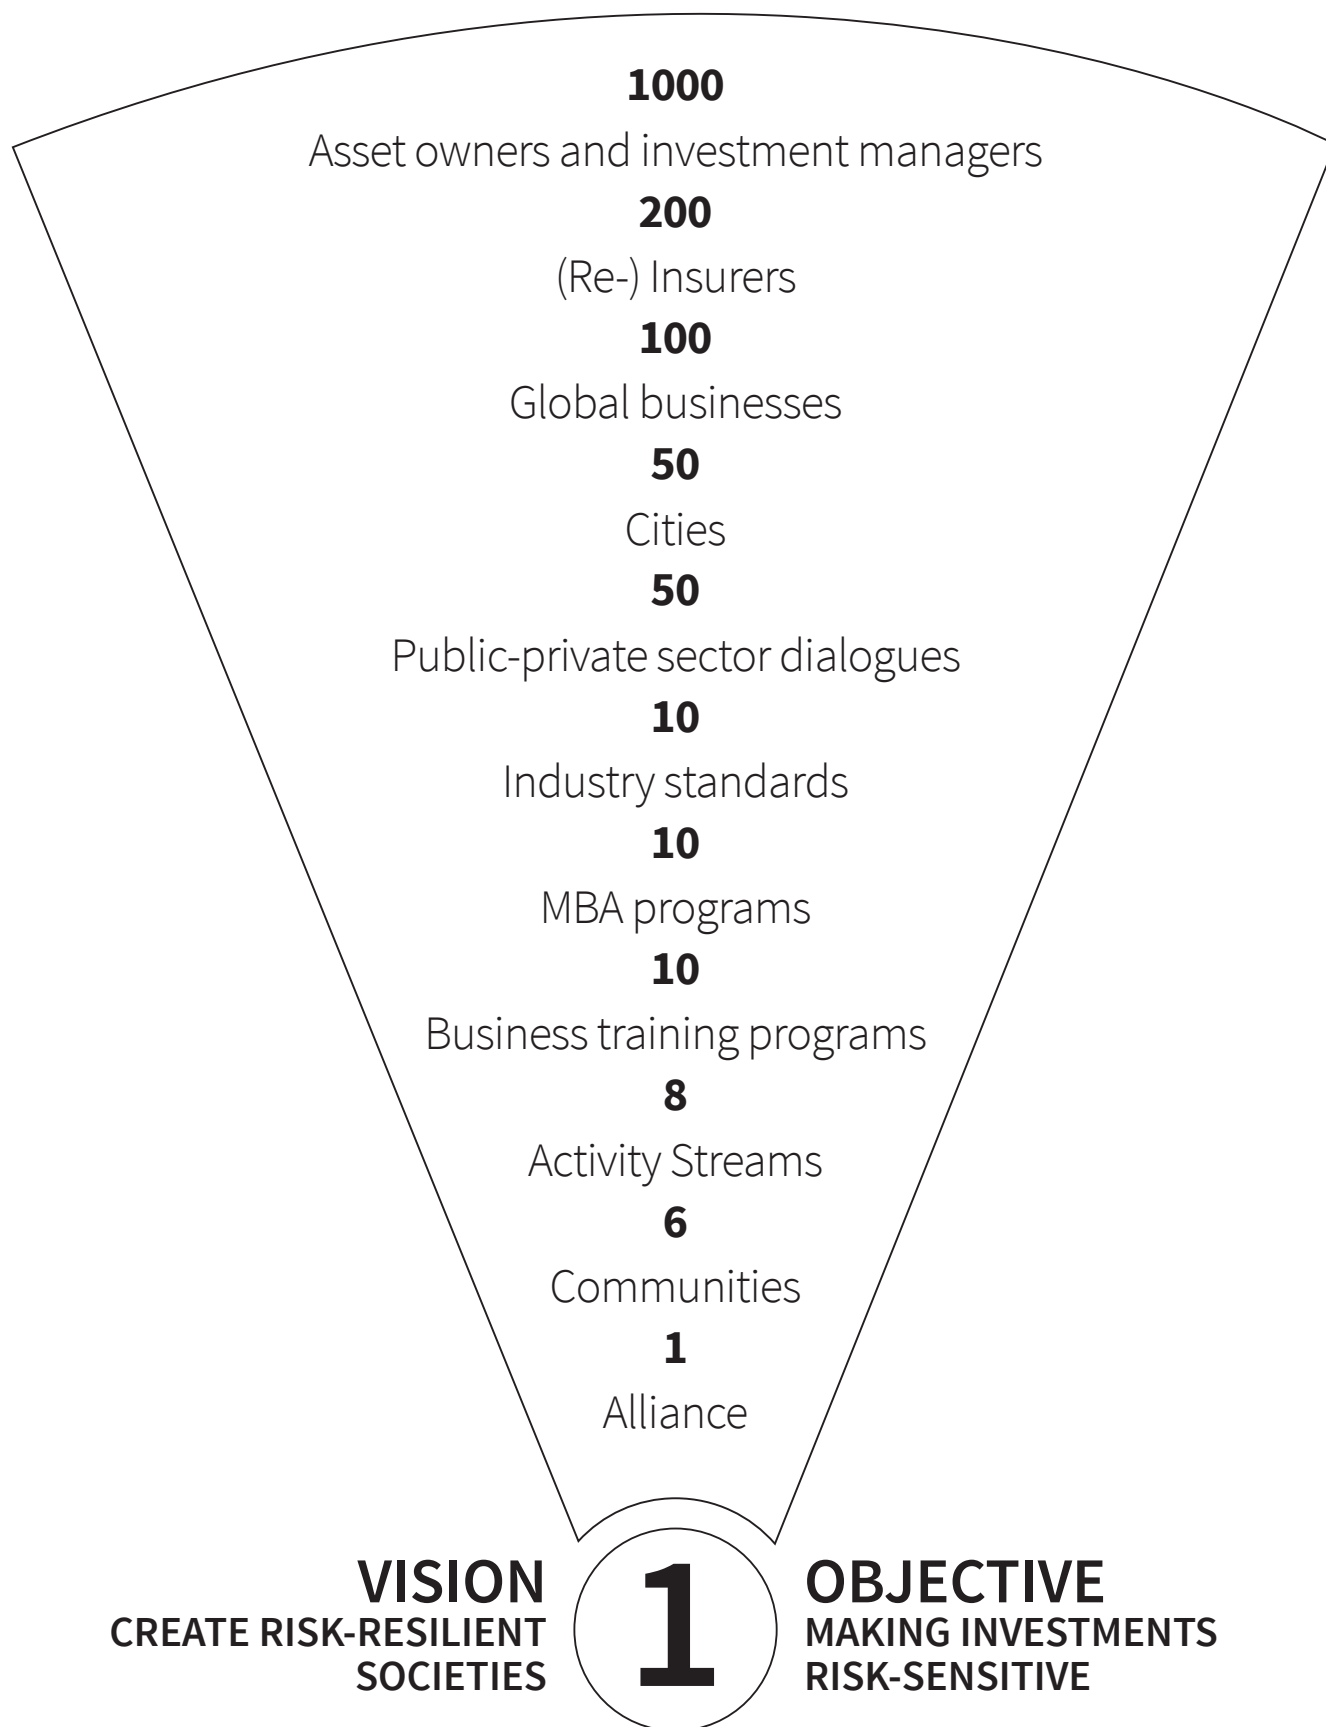 1000
Asset owners and investment managers
200
(Re-) Insurers
100
Global businesses
50
Cities
50
Public-private sector dialogues
10
Industry standards
10
MBA programs
10
Business training programs
8
Activity Streams
6
Communities
1
Alliance
VISION
CREATE RISK-RESILIENT
SOCIETIES
1
OBJECTIVE
MAKING INVESTMENTS
RISK-SENSITIVE